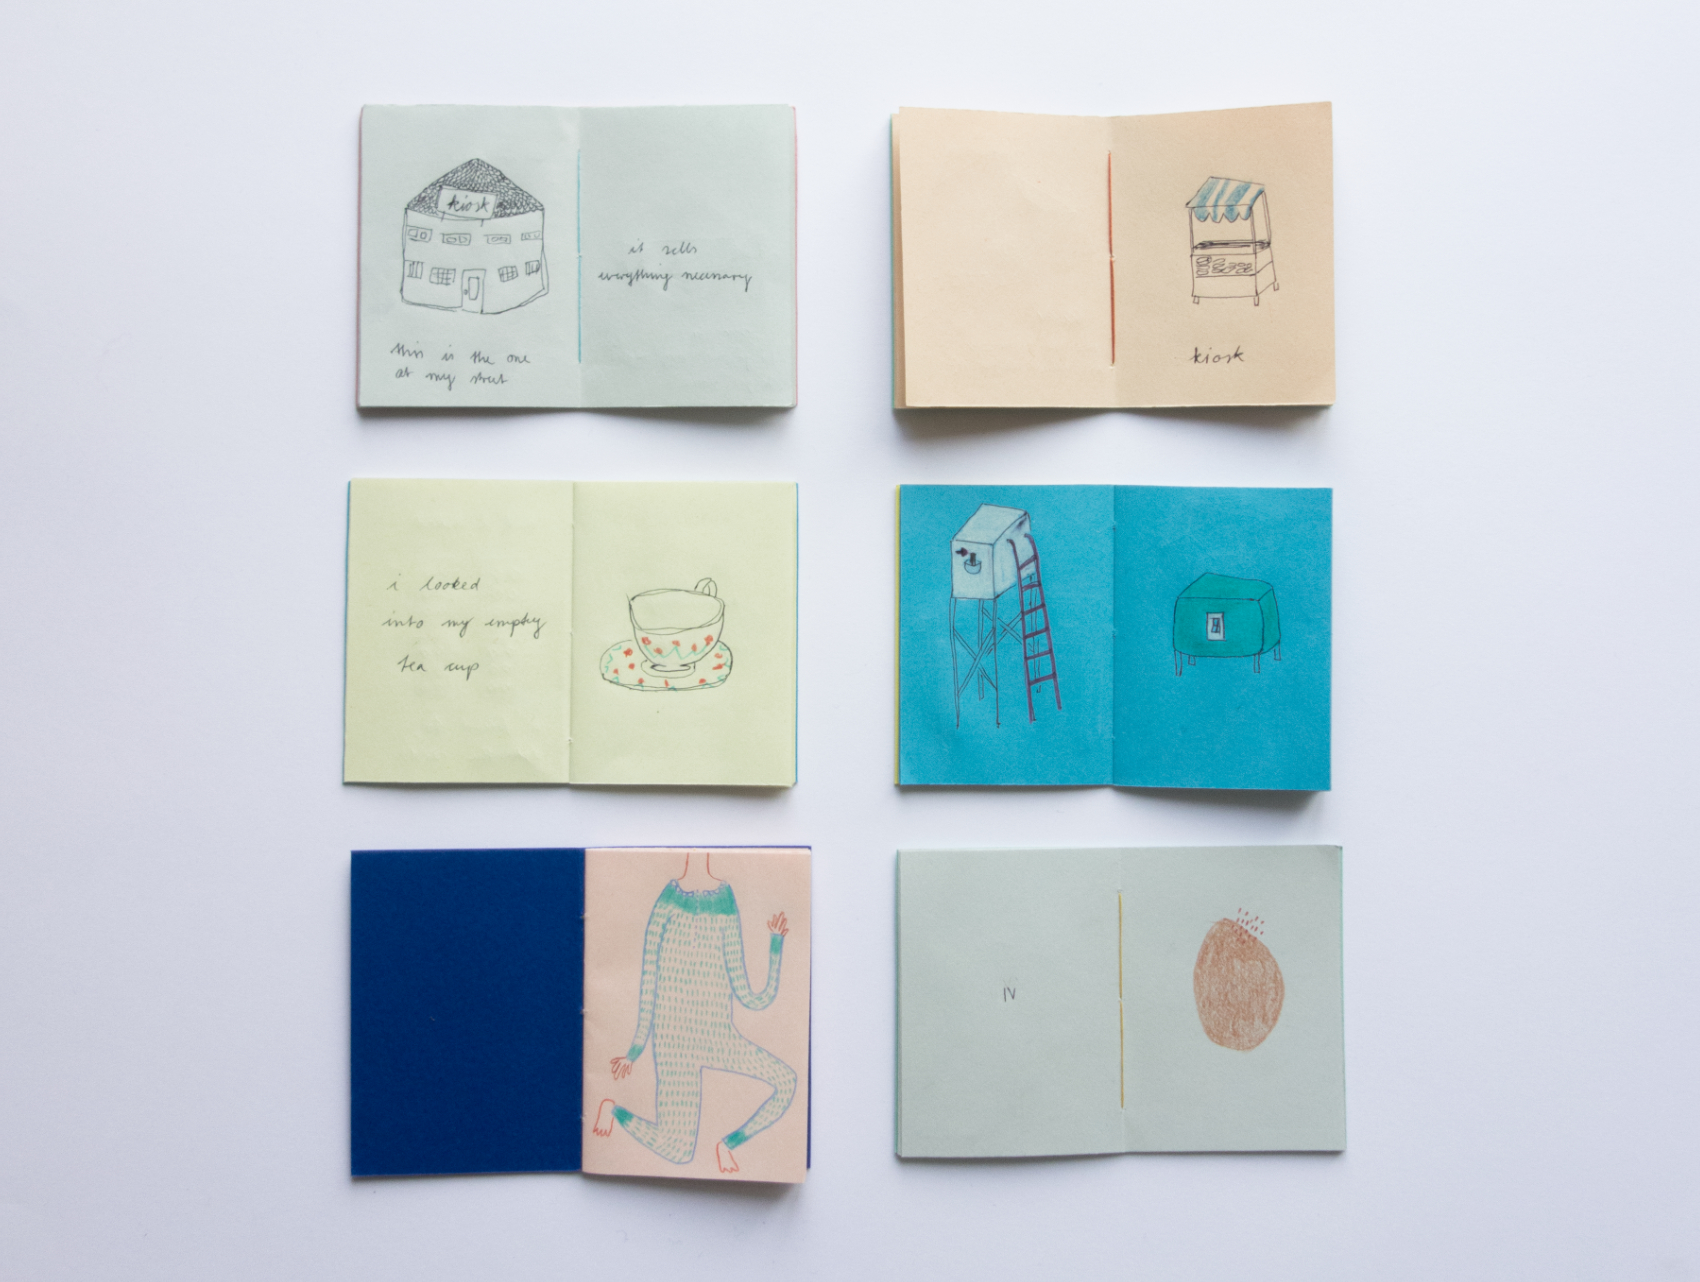 kiosk
this is the one
at my street
it sells
everything necessary
kiosk
i looked
into my empty
tea cup
IV